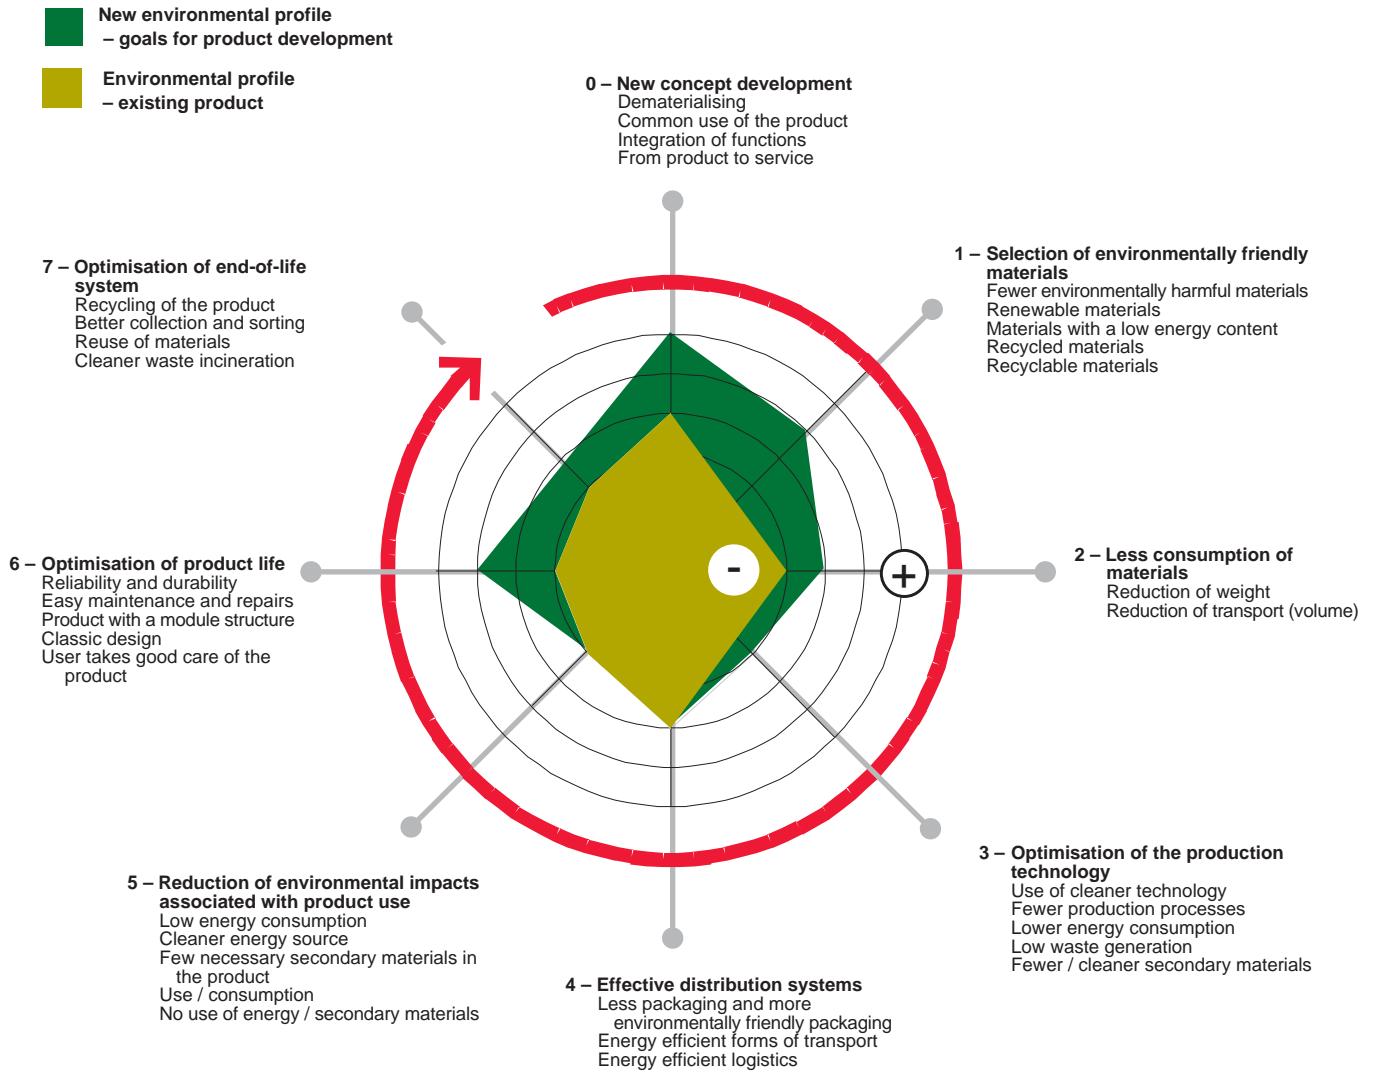 New environmental profile
– goals for product development
Environmental profile
– existing product
0 – New concept development
Dematerialising
Common use of the product
Integration of functions
From product to service
1 – Selection of environmentally friendly
materials
Fewer environmentally harmful materials
Renewable materials
Materials with a low energy content
Recycled materials
Recyclable materials
2 – Less consumption of
materials
Reduction of weight
Reduction of transport (volume)
3 – Optimisation of the production
technology
Use of cleaner technology
Fewer production processes
Lower energy consumption
Low waste generation
Fewer / cleaner secondary materials
4 – Effective distribution systems
Less packaging and more
environmentally friendly packaging
Energy efficient forms of transport
Energy efficient logistics
5 – Reduction of environmental impacts
associated with product use
Low energy consumption
Cleaner energy source
Few necessary secondary materials in
the product
Use / consumption
No use of energy / secondary materials
6 – Optimisation of product life
Reliability and durability
Easy maintenance and repairs
Product with a module structure
Classic design
User takes good care of the
product
7 – Optimisation of end-of-life
system
Recycling of the product
Better collection and sorting
Reuse of materials
Cleaner waste incineration
-
+